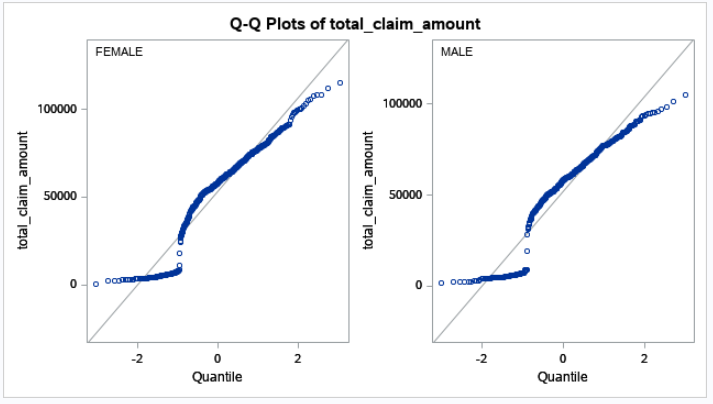 Q-Q Plots of total_claim_amount
FEMALE
total_claim_amount
100000
50000
0
-2
0
2
Quantile
MALE
total_claim_amount
100000
50000
0
-2
0
2
Quantile